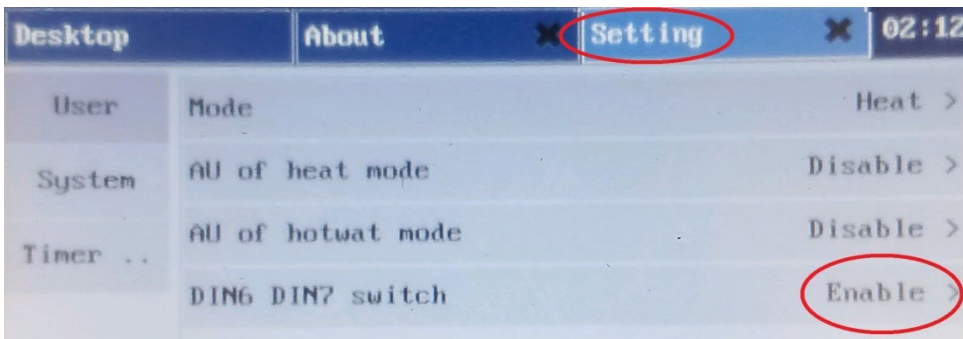 Desktop About Setting 02:12
User Mode Heat >
System AU of heat mode Disable >
AU of hotwat mode Disable >
Timer ..
DIN6 DIN7 switch Enable >